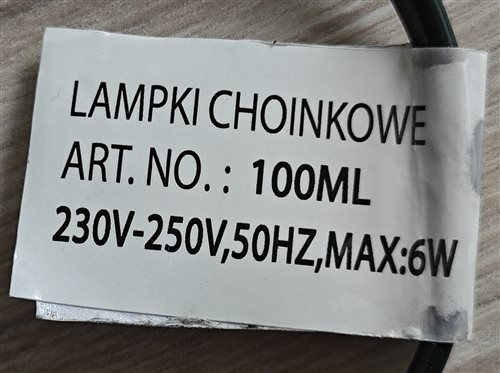 LAMPKI CHOINKOWE
ART. NO. : 100ML
230V-250V,50HZ,MAX:6W